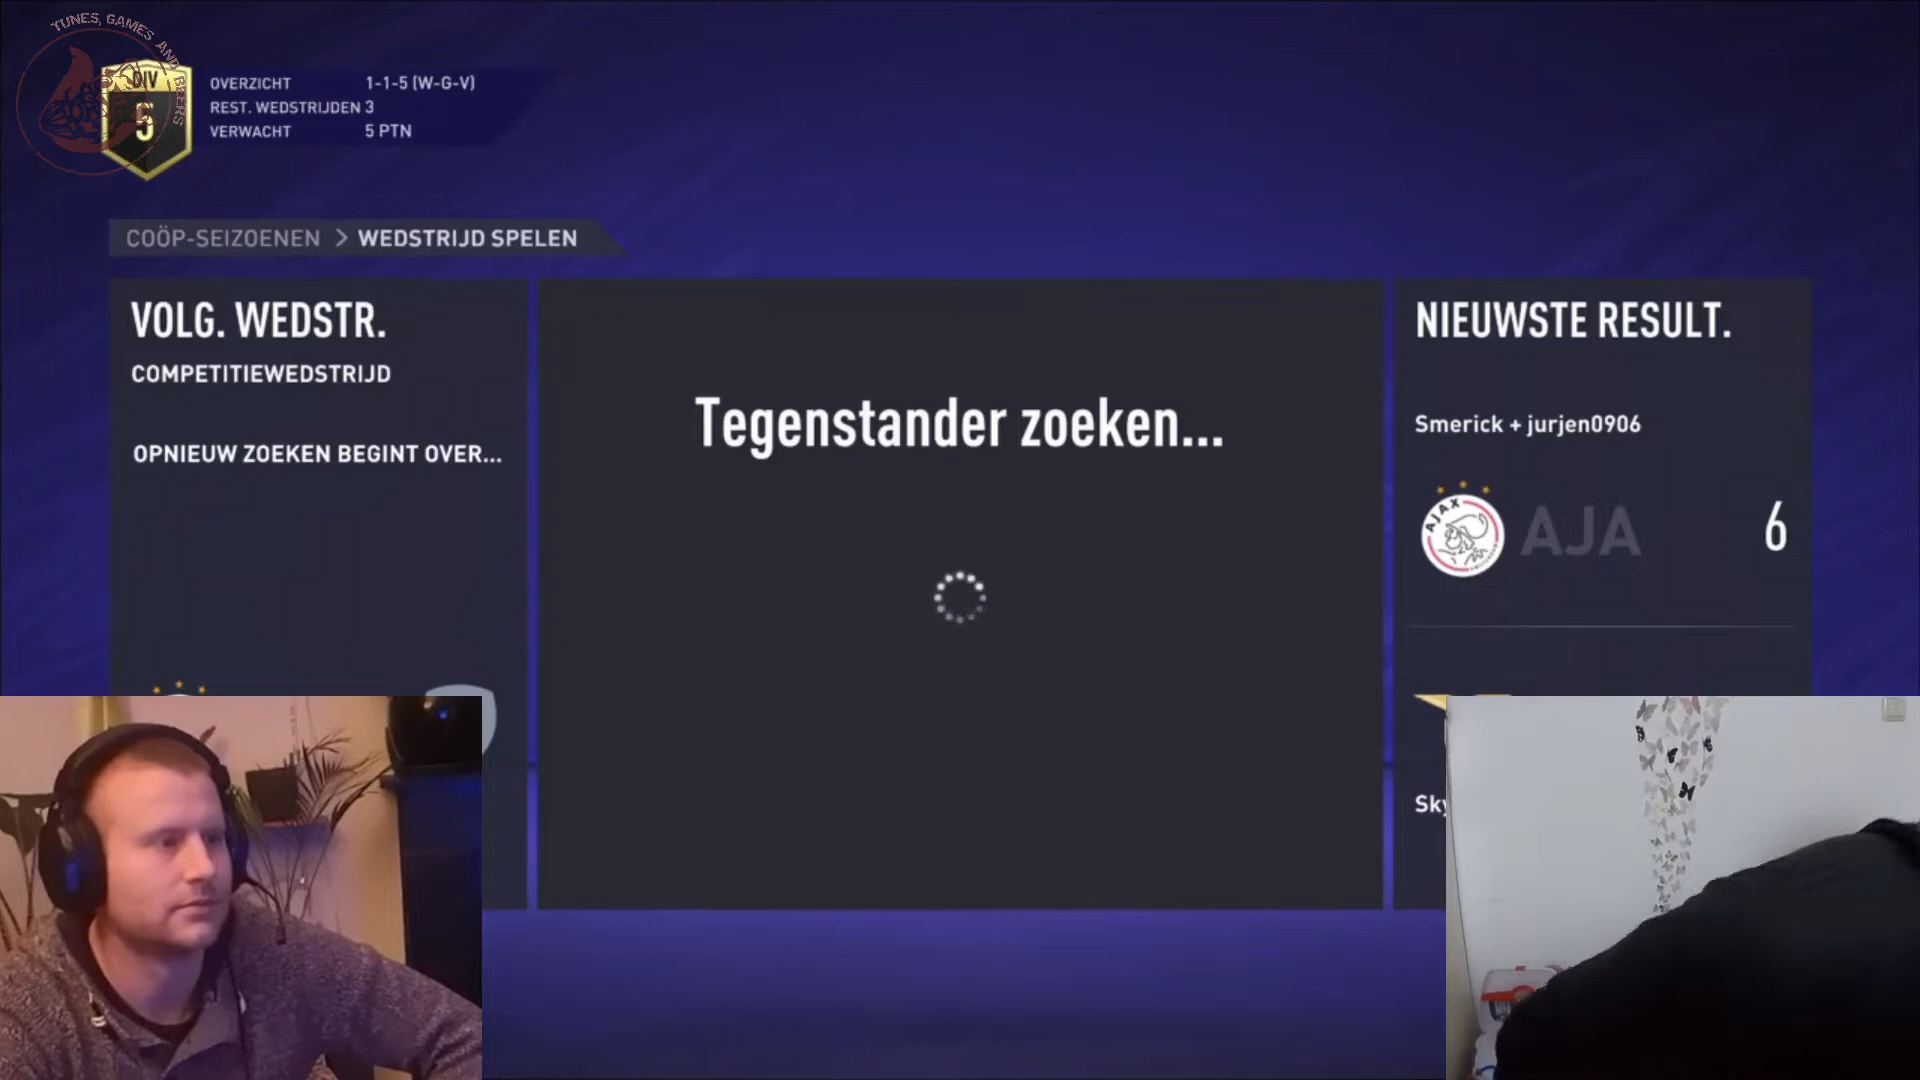 TUNES, GAMES AND BEERS
DIV
5
OVERZICHT 1-1-5 (W-G-V)
REST. WEDSTRIJDEN 3
VERWACHT 5 PTN
COÖP-SEIZOENEN > WEDSTRIJD SPELEN
VOLG. WEDSTR.
COMPETITIEWEDSTRIJD
OPNIEUW ZOEKEN BEGINT OVER...
Tegenstander zoeken...
NIEUWSTE RESULT.
Smerick + jurjen0906
AJAX
AJA 6
Sky